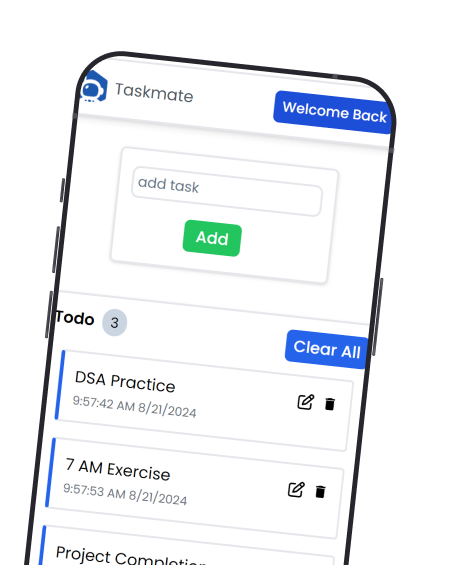 Taskmate
Welcome Back
add task
Add
Todo 3
Clear All
DSA Practice
9:57:42 AM 8/21/2024
7 AM Exercise
9:57:53 AM 8/21/2024
Project Completion